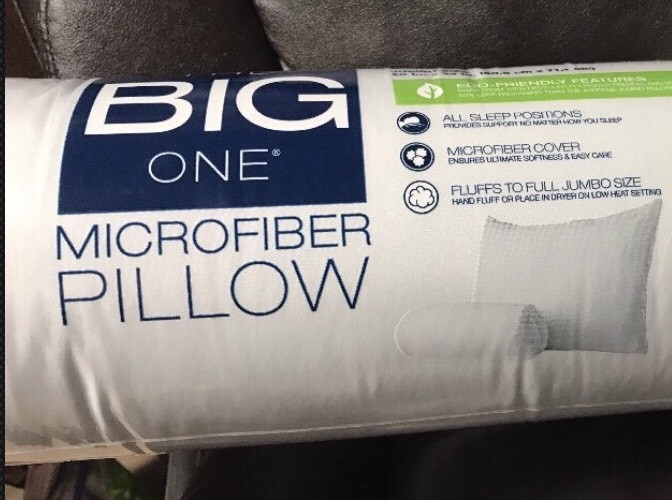 BIG
ONE®
MICROFIBER
PILLOW
ECO-FRIENDLY FEATURES
ALL SLEEP POSITIONS
PROVIDES SUPPORT NO MATTER HOW YOU SLEEP
MICROFIBER COVER
ENSURES ULTIMATE SOFTNESS & EASY CARE
FLUFFS TO FULL JUMBO SIZE
HAND FLUFF OR PLACE IN DRYER ON LOW HEAT SETTING